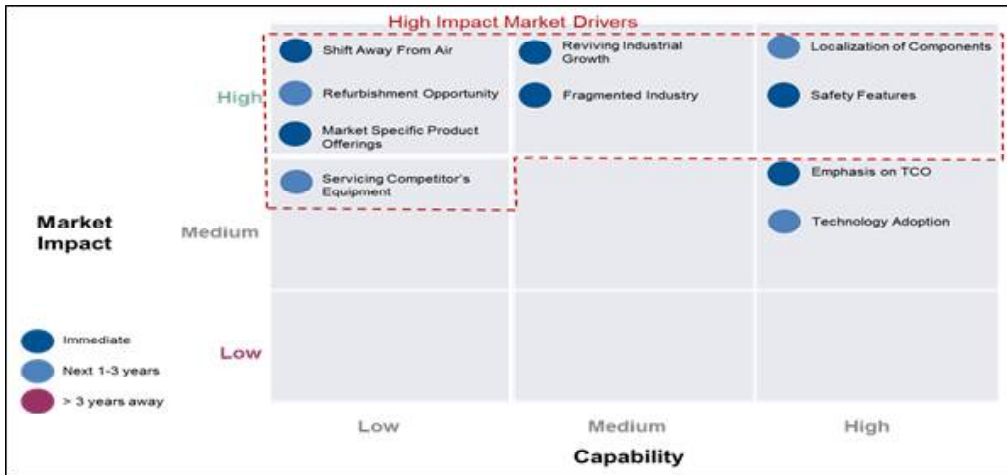 High Impact Market Drivers
Shift Away From Air
Reviving Industrial
Growth
Localization of Components
High
Refurbishment Opportunity
Fragmented Industry
Safety Features
Market Specific Product
Offerings
Servicing Competitor's
Equipment
Emphasis on TCO
Market
Impact
Medium
Technology Adoption
Immediate
Low
Next 1-3 years
> 3 years away
Low
Medium
High
Capability